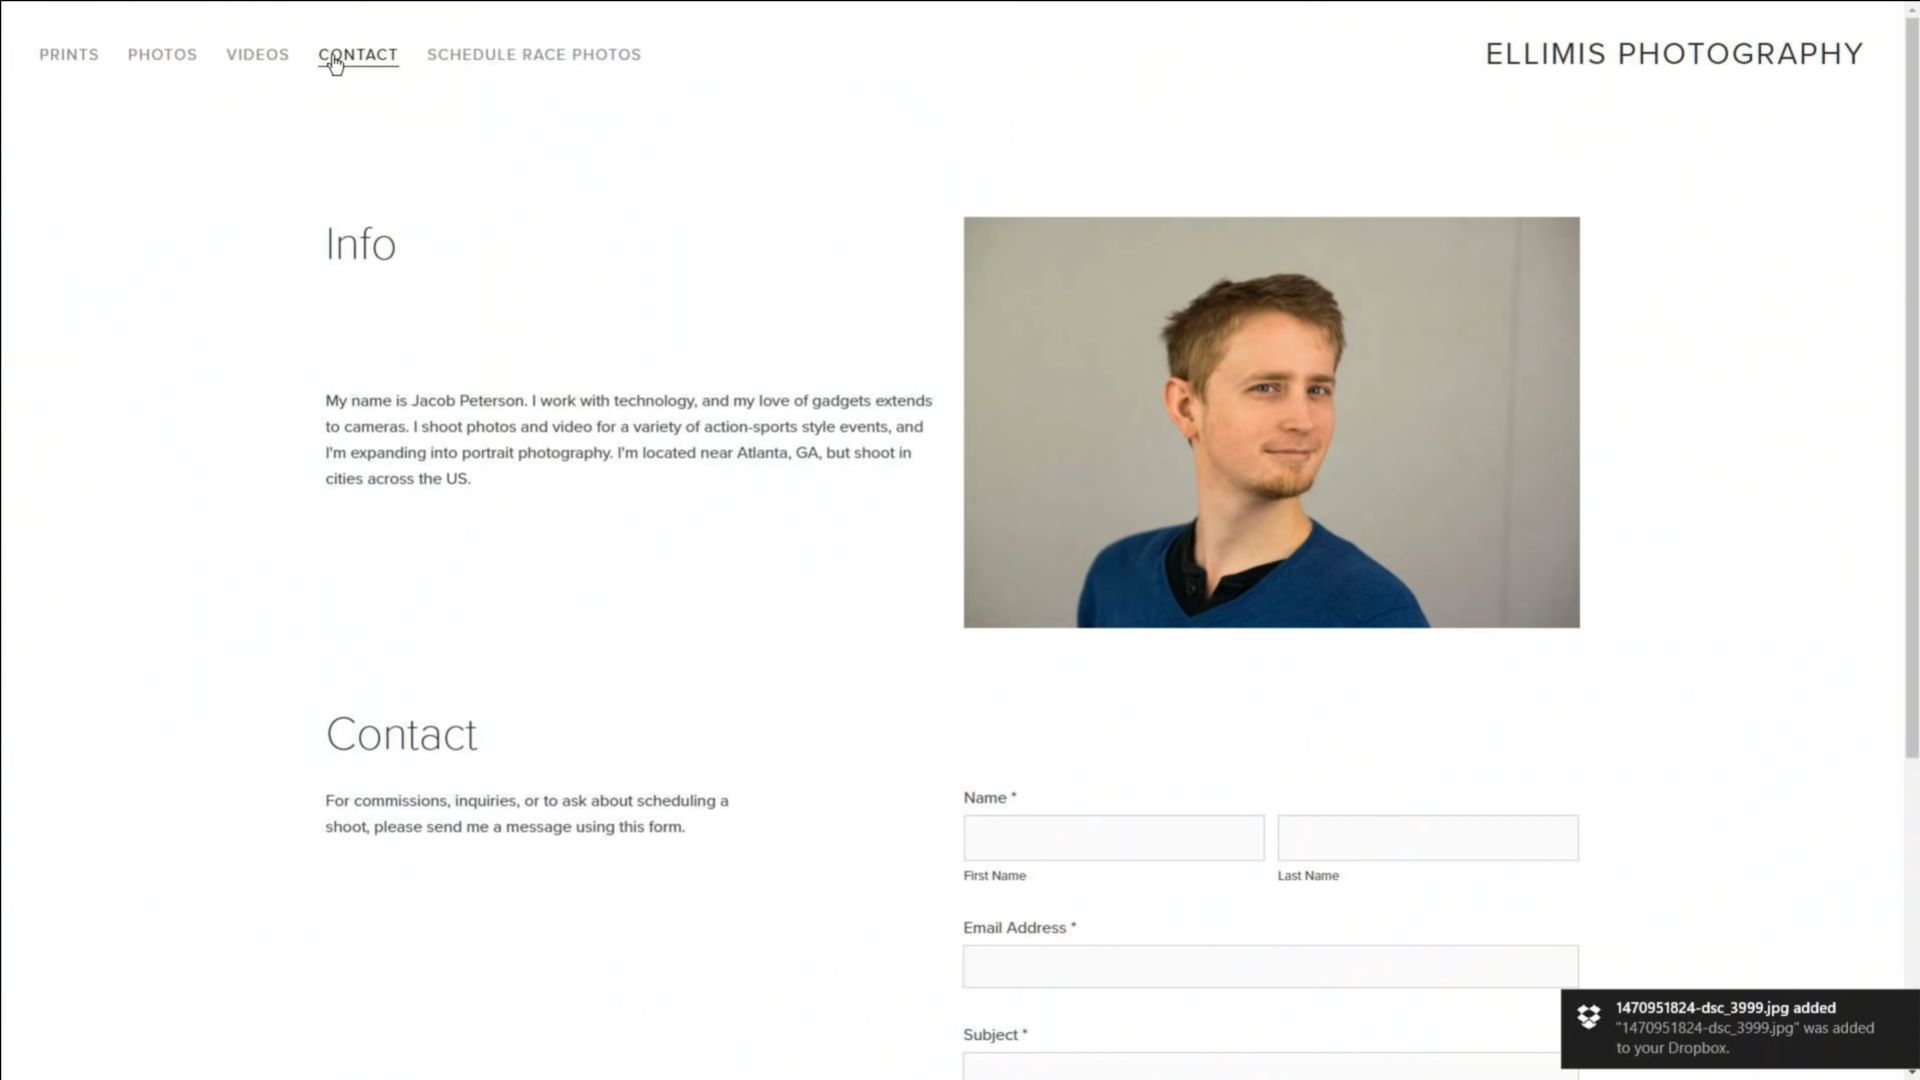 PRINTS PHOTOS VIDEOS CONTACT SCHEDULE RACE PHOTOS
ELLIMIS PHOTOGRAPHY
Info
My name is Jacob Peterson. I work with technology, and my love of gadgets extends
to cameras. I shoot photos and video for a variety of action-sports style events, and
I'm expanding into portrait photography. I'm located near Atlanta, GA, but shoot in
cities across the US.
Contact
For commissions, inquiries, or to ask about scheduling a
shoot, please send me a message using this form.
Name *
First Name
Last Name
Email Address *
Subject *
1470951824-dsc_3999.jpg added
"1470951824-dsc_3999.jpg" was added
to your Dropbox.